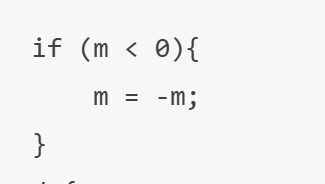 if (m < 0){
    m = -m;
}